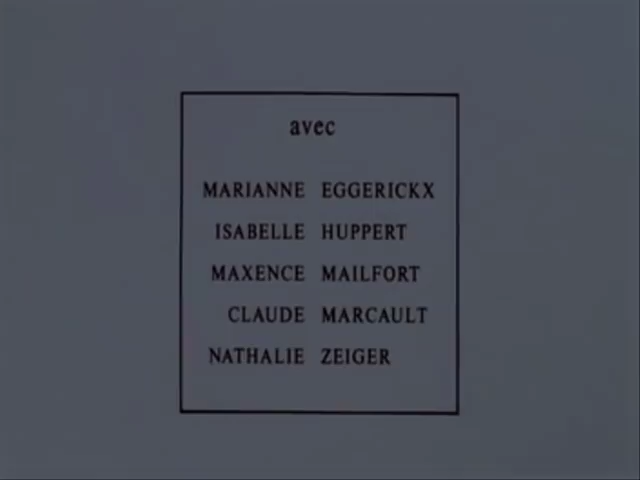 avec
MARIANNE EGGERICKX
ISABELLE HUPPERT
MAXENCE MAILFORT
CLAUDE MARCAULT
NATHALIE ZEIGER